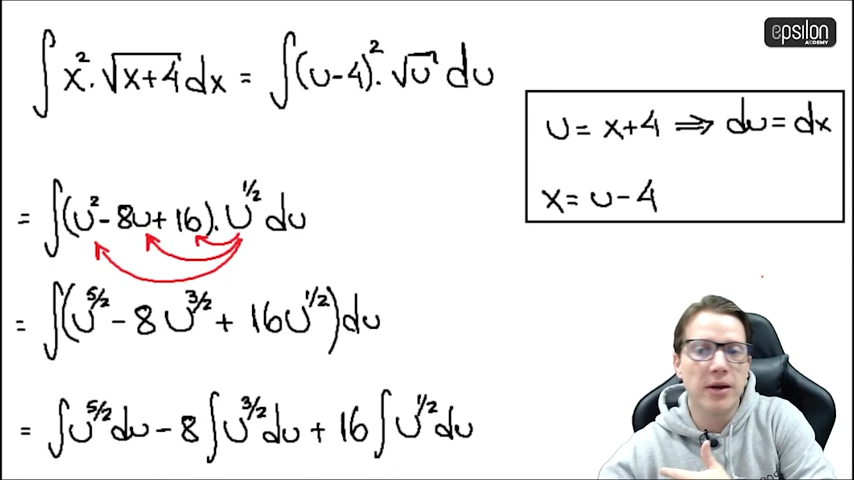 epsilon
ACADEMY
∫ x² · √(x+4) dx = ∫ (u-4)² · √u du
u = x+4 ⟹ du = dx
x = u - 4
= ∫ (u² - 8u + 16) · u^(1/2) du
= ∫ (u^(5/2) - 8u^(3/2) + 16u^(1/2)) du
= ∫ u^(5/2) du - 8 ∫ u^(3/2) du + 16 ∫ u^(1/2) du